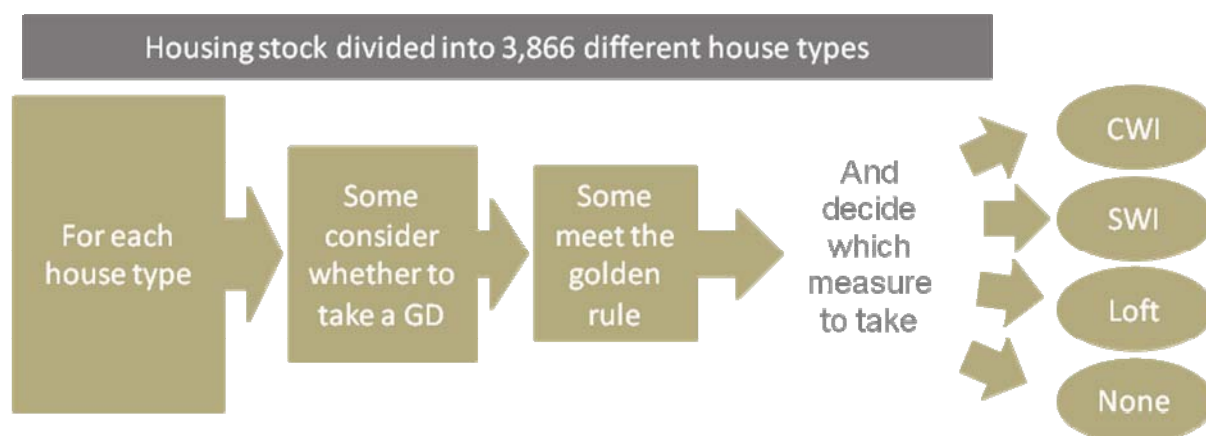 Housing stock divided into 3,866 different house types
For each
house type
Some
consider
whether to
take a GD
Some
meet the
golden
rule
And
decide
which
measure
to take
CWI
SWI
Loft
None